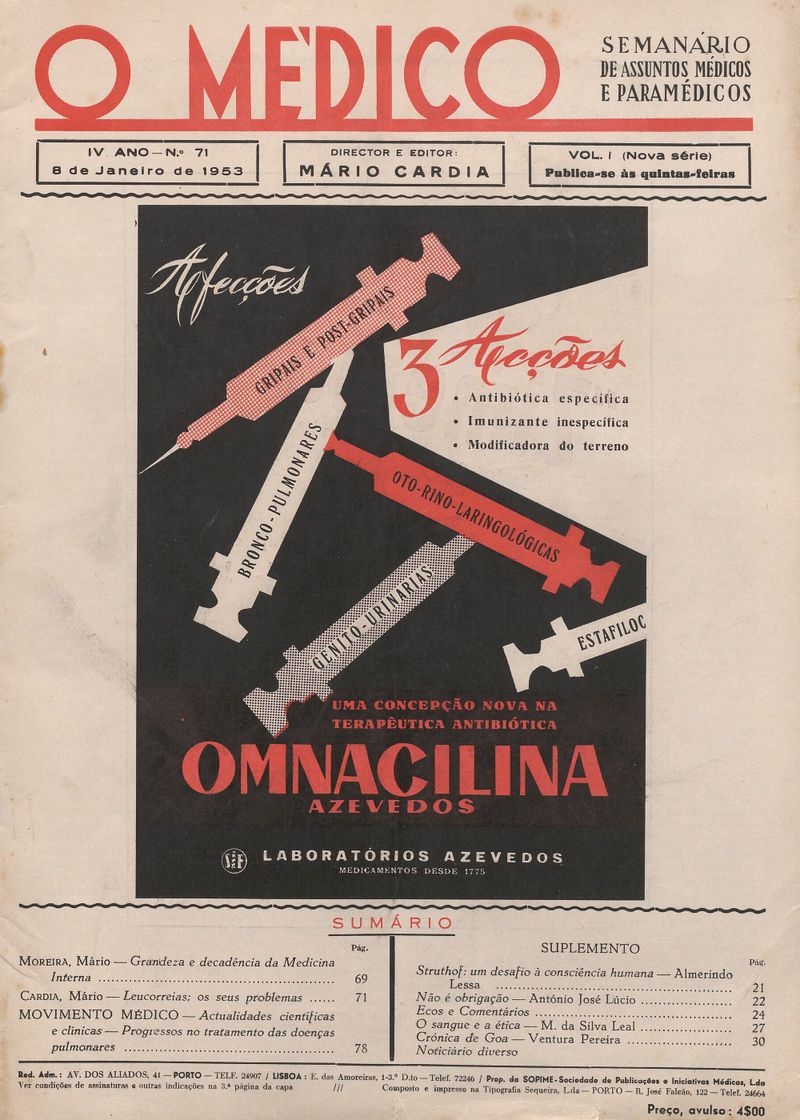 O MÉDICO
SEMANÁRIO
DE ASSUNTOS MÉDICOS
E PARAMÉDICOS
IV. ANO — N.º 71
8 de Janeiro de 1953
DIRECTOR E EDITOR:
MÁRIO CARDIA
VOL. I (Nova série)
Publica-se às quintas-feiras
Afecções
GRIPAIS E POST-GRIPAIS
3 Acções
• Antibiótica específica
• Imunizante inespecífica
• Modificadora do terreno
BRONCO-PULMONARES
OTO-RINO-LARINGOLÓGICAS
GENITO-URINARIAS
ESTAFILOC
UMA CONCEPÇÃO NOVA NA
TERAPÊUTICA ANTIBIÓTICA
OMNACILINA
AZEVEDOS
LABORATÓRIOS AZEVEDOS
MEDICAMENTOS DESDE 1775
SUMÁRIO
Pág.
MOREIRA, Mário — Grandeza e decadência da Medicina
Interna ........ 69
CARDIA, Mário — Leucorreias; os seus problemas ...... 71
MOVIMENTO MÉDICO — Actualidades científicas
e clínicas — Progressos no tratamento das doenças
pulmonares ........ 78
SUPLEMENTO
Pág.
Struthof: um desafio à consciência humana — Almerindo
Lessa ........ 21
Não é obrigação — António José Lúcio ........ 22
Ecos e Comentários ........ 24
O sangue e a ética — M. da Silva Leal ........ 27
Crónica de Goa — Ventura Pereira ........ 30
Noticiário diverso
Red. Adm.: AV. DOS ALIADOS, 41 — PORTO — TELF. 24907 / LISBOA: E. das Amoreiras, 1-3.º D.to — Telef. 72246 / Prop. da SOPIME-Sociedade de Publicações e Iniciativas Médicas, L.da
Ver condições de assinaturas e outras indicações na 3.ª página da capa /// Composto e impresso na Tipografia Sequeira, L.da — PORTO — R. José Falcão, 122 — Telef. 24664
Preço, avulso: 4$00